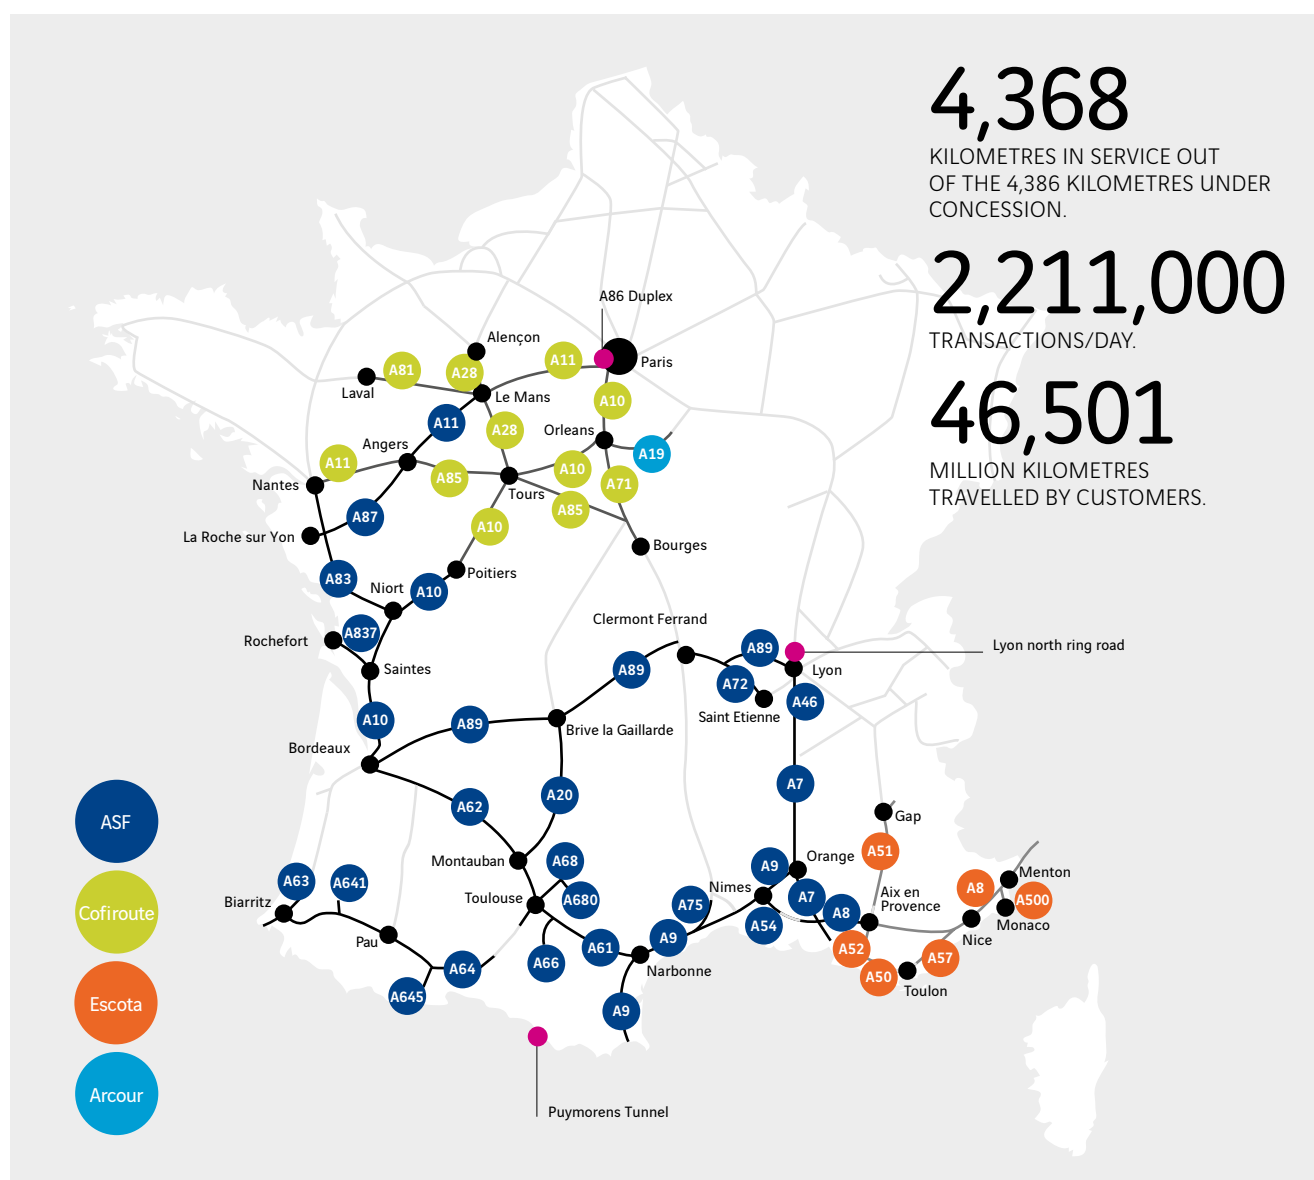 4,368
KILOMETRES IN SERVICE OUT
OF THE 4,386 KILOMETRES UNDER
CONCESSION.
2,211,000
TRANSACTIONS/DAY.
46,501
MILLION KILOMETRES
TRAVELLED BY CUSTOMERS.
A86 Duplex
Alençon
A11
Paris
A81
A28
Laval
Le Mans
A10
A11
A28
Orleans
A19
Angers
A11
A85
A10
A71
Nantes
Tours
A85
A87
A10
La Roche sur Yon
Bourges
Poitiers
A83
Niort
A10
Clermont Ferrand
Rochefort
A837
A89
Lyon north ring road
Saintes
A89
Lyon
A72
A46
Saint Etienne
A10
A89
Brive la Gaillarde
Bordeaux
A7
A20
A62
Gap
ASF
A51
Montauban
A68
A9
Orange
Menton
A63
A641
Toulouse
A680
Nimes
A7
A8
A500
Biarritz
A75
Aix en
Provence
A8
Monaco
A54
Cofiroute
Pau
A9
Nice
A61
A52
A57
A64
A66
Narbonne
A50
Toulon
A645
Escota
A9
Arcour
Puymorens Tunnel